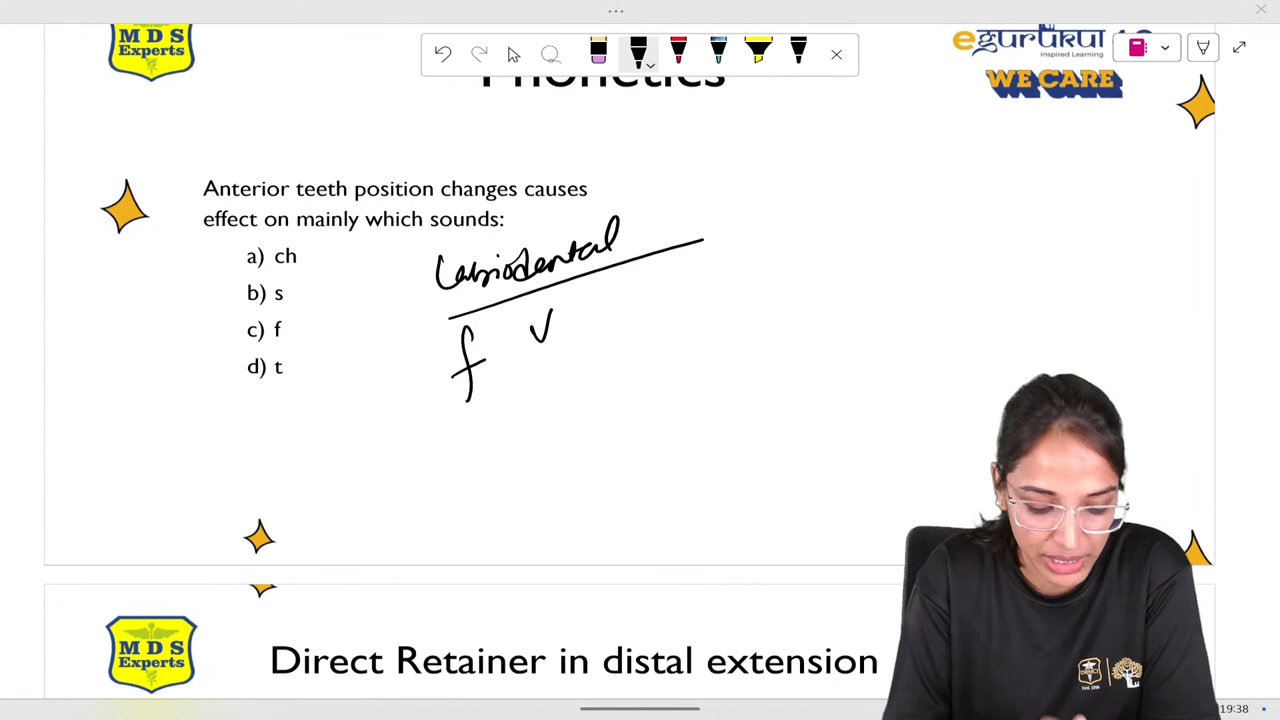 MDS
Experts
egurukul
Inspired Learning
WE CARE
Phonetics
Anterior teeth position changes causes
effect on mainly which sounds:
a) ch
b) s
c) f
d) t
Labiodental
f v
MDS
Experts
Direct Retainer in distal extension
19:38